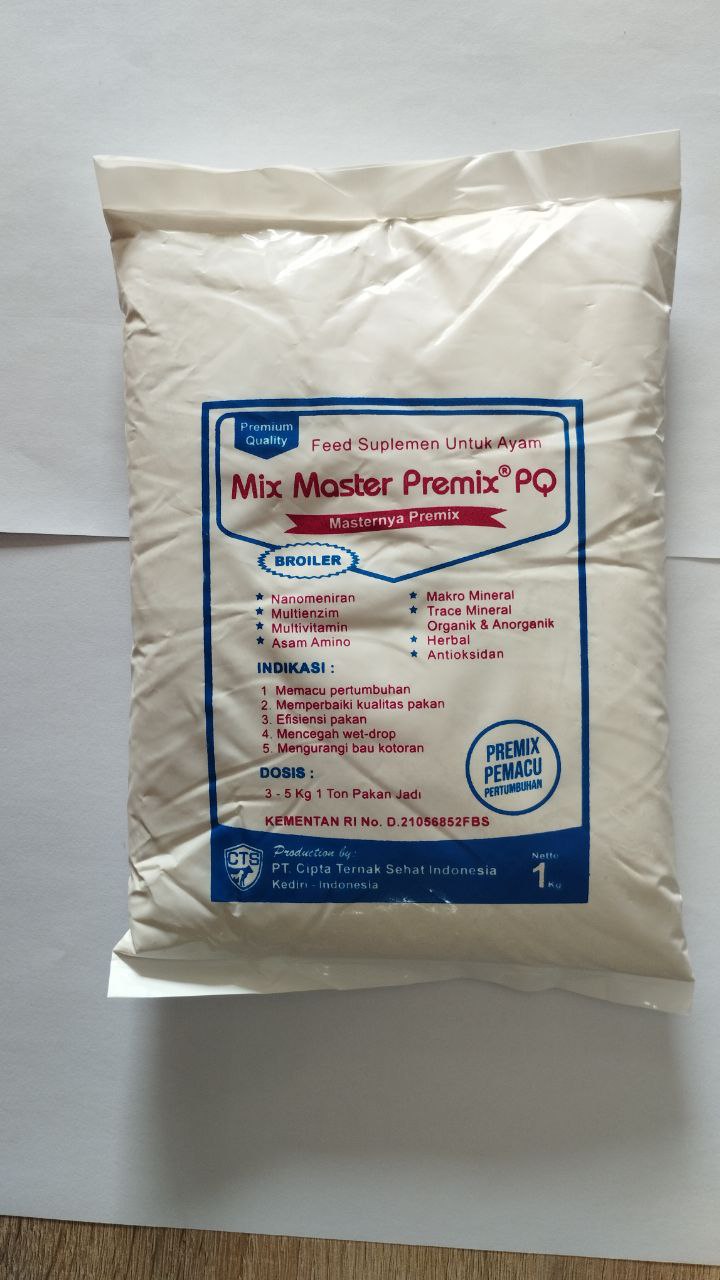 Premium
Quality
Feed Suplemen Untuk Ayam
Mix Master Premix® PQ
Masternya Premix
BROILER
Nanomeniran
Multienzim
Multivitamin
Asam Amino
Makro Mineral
Trace Mineral
Organik & Anorganik
Herbal
Antioksidan
INDIKASI :
1 Memacu pertumbuhan
2. Memperbaiki kualitas pakan
3. Efisiensi pakan
4. Mencegah wet-drop
5. Mengurangi bau kotoran
PREMIX
PEMACU
PERTUMBUHAN
DOSIS :
3 - 5 Kg 1 Ton Pakan Jadi
KEMENTAN RI No. D.21056852FBS
CTS
Production by:
PT. Cipta Ternak Sehat Indonesia
Kediri - Indonesia
Netto
1 Kg